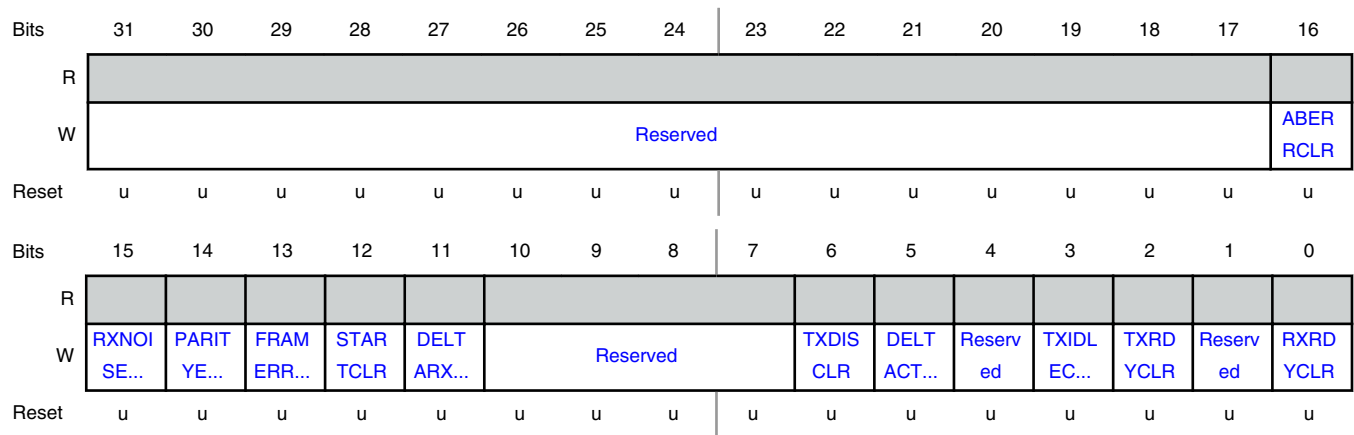 Bits 31 30 29 28 27 26 25 24 23 22 21 20 19 18 17 16
R
W Reserved ABER
RCLR
Reset u u u u u u u u u u u u u u u u
Bits 15 14 13 12 11 10 9 8 7 6 5 4 3 2 1 0
R
W RXNOI PARIT FRAM STAR DELT Reserved TXDIS DELT Reserv TXIDL TXRD Reserv RXRD
SE... YE... ERR... TCLR ARX... CLR ACT... ed EC... YCLR ed YCLR
Reset u u u u u u u u u u u u u u u u